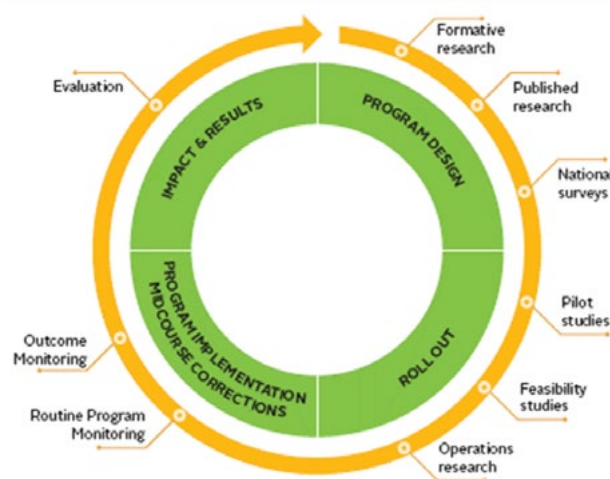 Formative
research
Published
research
National
surveys
Pilot
studies
Feasibility
studies
Operations
research
Routine Program
Monitoring
Outcome
Monitoring
Evaluation
PROGRAM DESIGN
ROLL OUT
PROGRAM IMPLEMENTATION
MIDCOURSE CORRECTIONS
IMPACT & RESULTS